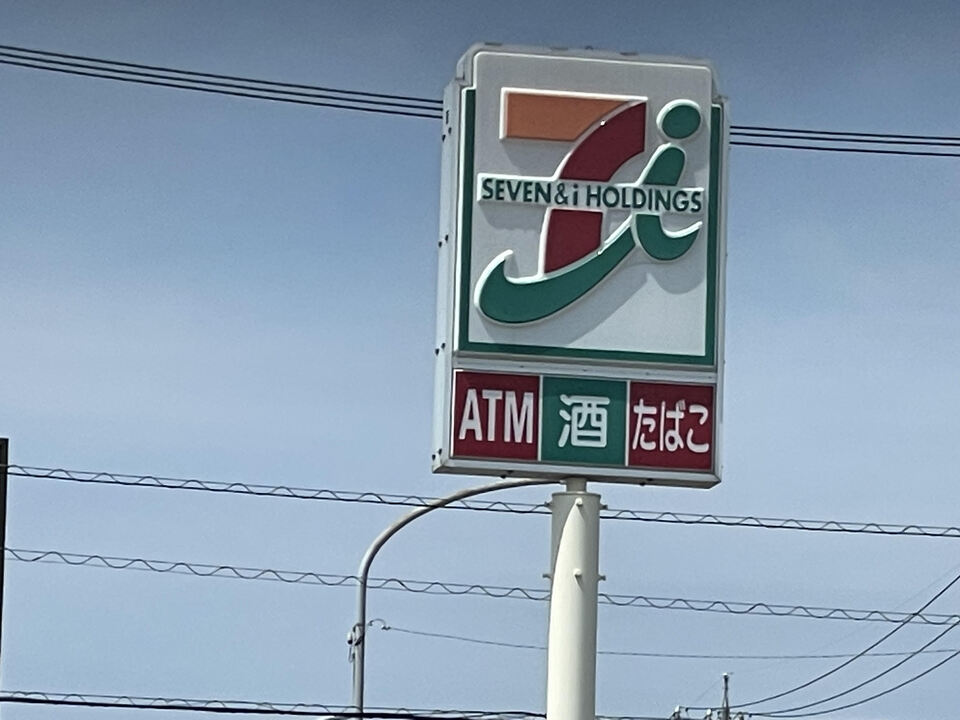 SEVEN&i HOLDINGS
ATM 酒 たばこ